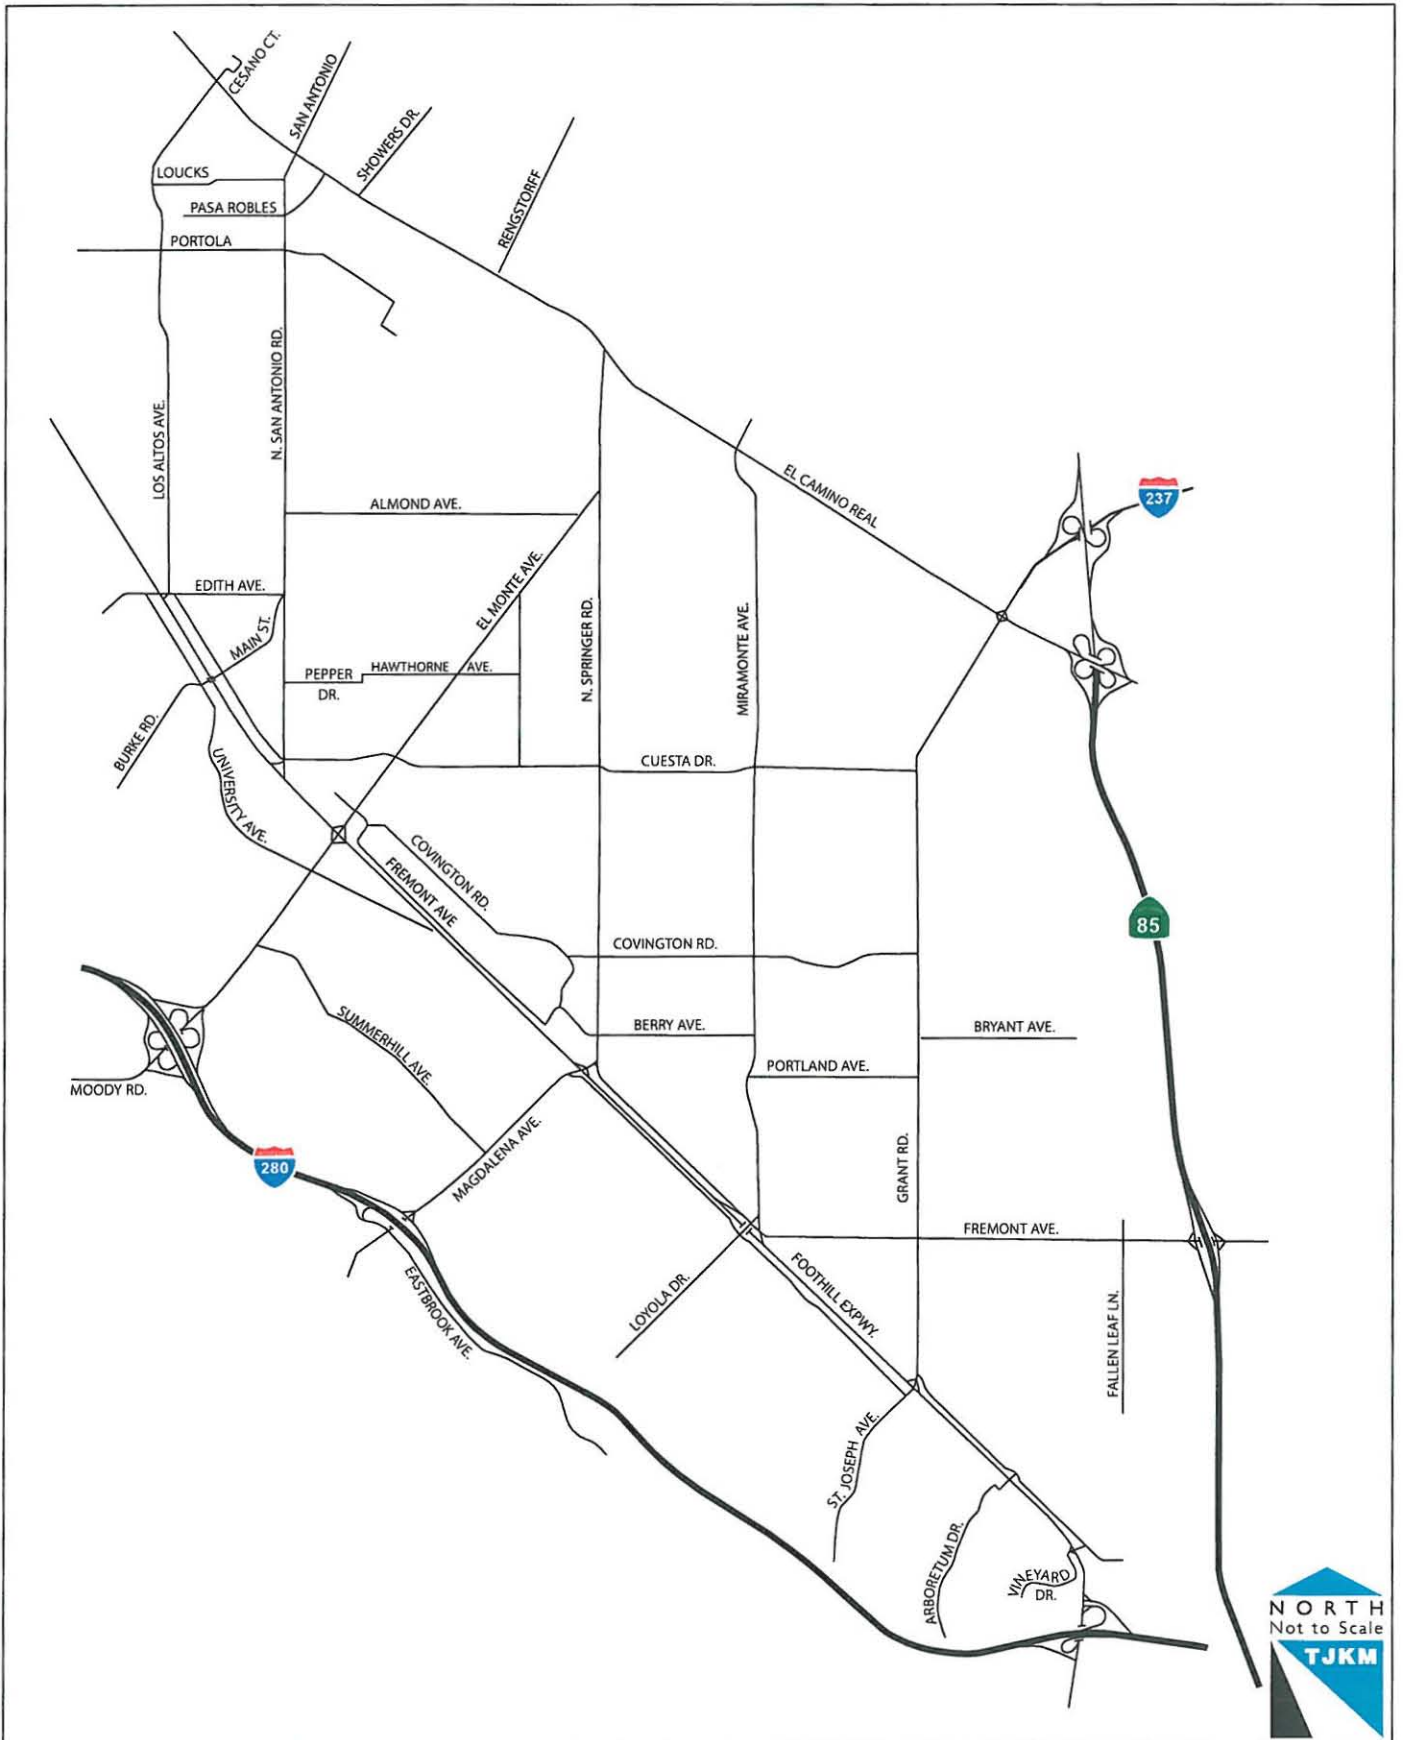 CESANO CT.
SAN ANTONIO
SHOWERS DR.
RENGSTORFF
LOUCKS
PASA ROBLES
PORTOLA
N. SAN ANTONIO RD.
LOS ALTOS AVE.
EL CAMINO REAL
237
ALMOND AVE.
EL MONTE AVE.
EDITH AVE.
MAIN ST.
N. SPRINGER RD.
MIRAMONTE AVE.
PEPPER
DR.
HAWTHORNE AVE.
BURKE RD.
UNIVERSITY AVE.
CUESTA DR.
COVINGTON RD.
FREMONT AVE
85
COVINGTON RD.
SUMMERHILL AVE.
BERRY AVE.
BRYANT AVE.
PORTLAND AVE.
MOODY RD.
280
MAGDALENA AVE.
GRANT RD.
FREMONT AVE.
EASTBROOK AVE.
LOYOLA DR.
FOOTHILL EXPWY.
FALLEN LEAF LN.
ST. JOSEPH AVE.
ARBORETUM DR.
VINEYARD
DR.
NORTH
Not to Scale
TJKM